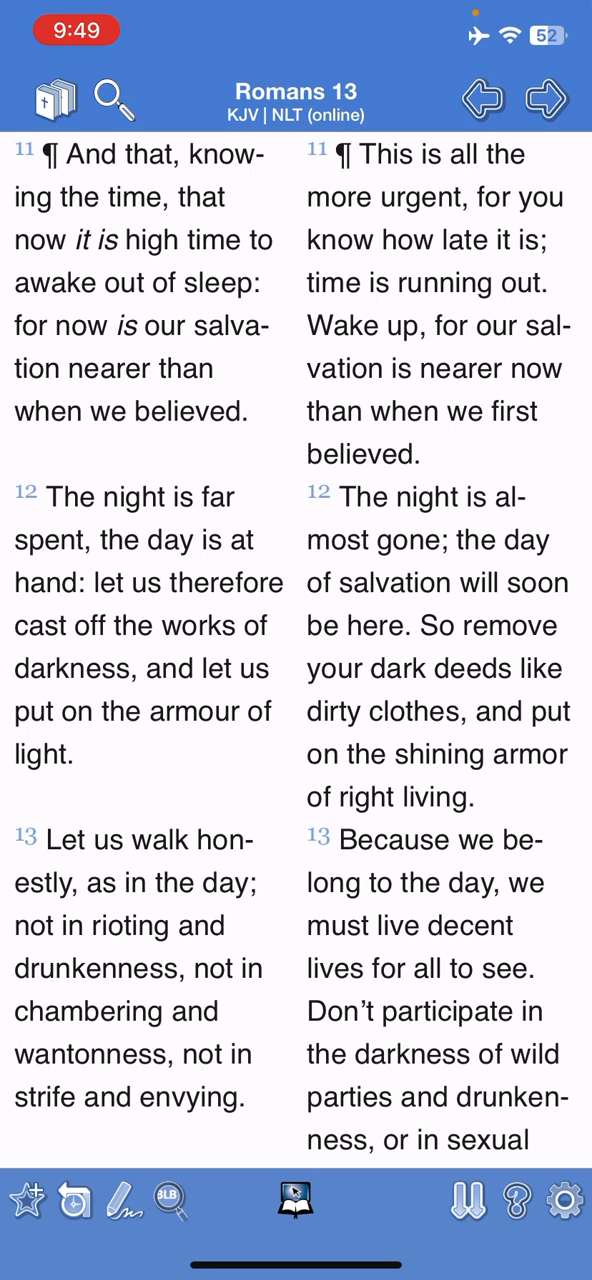 9:49
52
Romans 13
KJV | NLT (online)
11 ¶ And that, know-
ing the time, that
now it is high time to
awake out of sleep:
for now is our salva-
tion nearer than
when we believed.
12 The night is far
spent, the day is at
hand: let us therefore
cast off the works of
darkness, and let us
put on the armour of
light.
13 Let us walk hon-
estly, as in the day;
not in rioting and
drunkenness, not in
chambering and
wantonness, not in
strife and envying.
11 ¶ This is all the
more urgent, for you
know how late it is;
time is running out.
Wake up, for our sal-
vation is nearer now
than when we first
believed.
12 The night is al-
most gone; the day
of salvation will soon
be here. So remove
your dark deeds like
dirty clothes, and put
on the shining armor
of right living.
13 Because we be-
long to the day, we
must live decent
lives for all to see.
Don’t participate in
the darkness of wild
parties and drunken-
ness, or in sexual
BLB